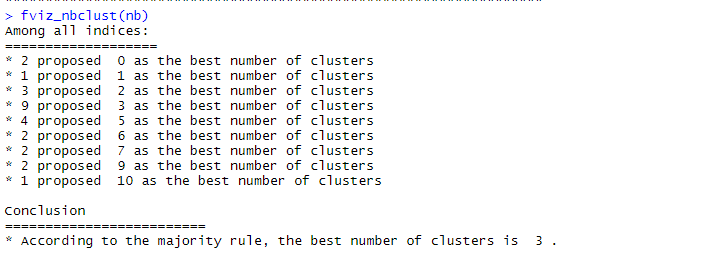 ******************************************************************
> fviz_nbclust(nb)
Among all indices:
===================
* 2 proposed  0 as the best number of clusters
* 1 proposed  1 as the best number of clusters
* 3 proposed  2 as the best number of clusters
* 9 proposed  3 as the best number of clusters
* 4 proposed  5 as the best number of clusters
* 2 proposed  6 as the best number of clusters
* 2 proposed  7 as the best number of clusters
* 2 proposed  9 as the best number of clusters
* 1 proposed  10 as the best number of clusters

Conclusion
=========================
* According to the majority rule, the best number of clusters is  3 .